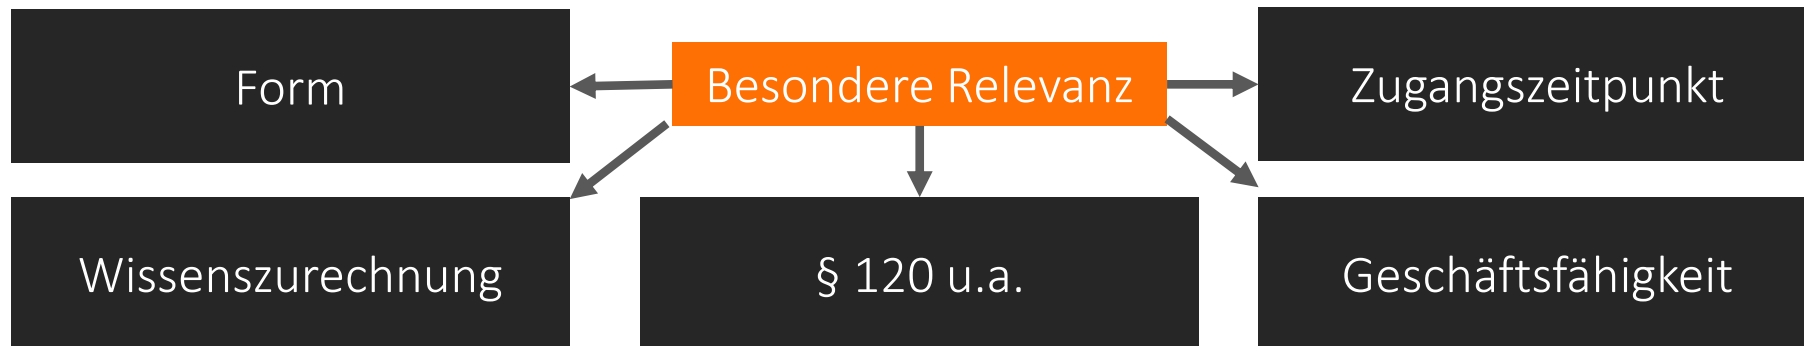 Form
Besondere Relevanz
Zugangszeitpunkt
Wissenszurechnung
§ 120 u.a.
Geschäftsfähigkeit